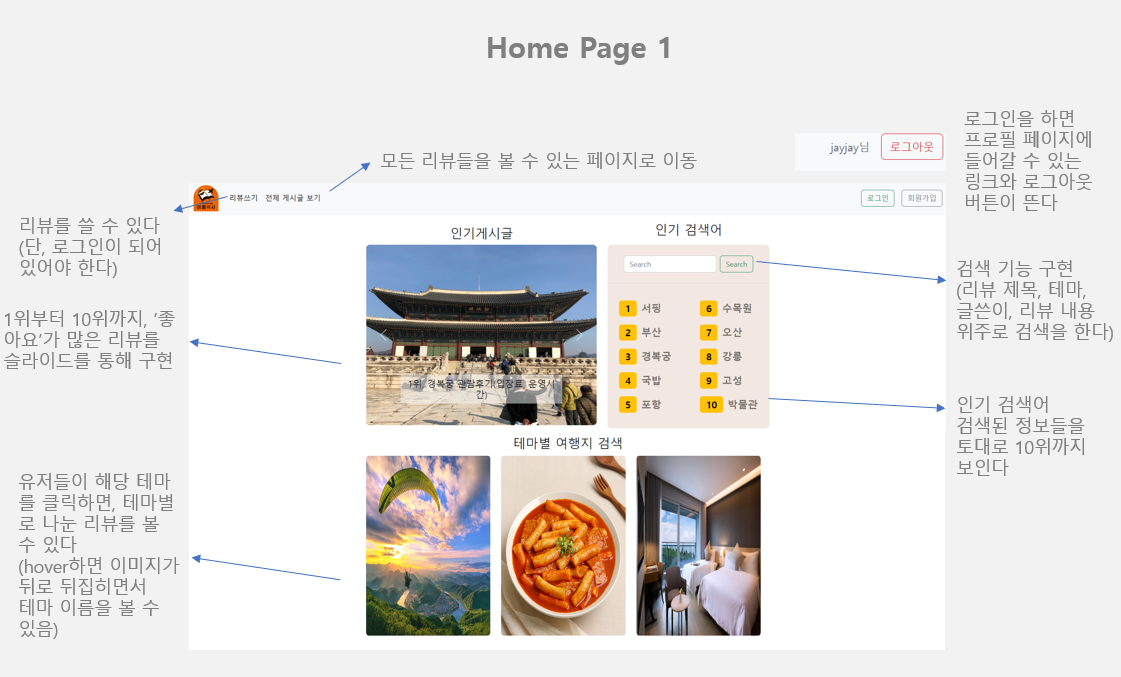 Home Page 1
로그인을 하면
프로필 페이지에
들어갈 수 있는
링크와 로그아웃
버튼이 뜬다
jayjay님
로그아웃
모든 리뷰들을 볼 수 있는 페이지로 이동
리뷰쓰기
전체 게시글 보기
로그인
회원가입
리뷰를 쓸 수 있다
(단, 로그인이 되어
있어야 한다)
인기게시글
인기 검색어
Search
Search
검색 기능 구현
(리뷰 제목, 테마,
글쓴이, 리뷰 내용
위주로 검색을 한다)
1위부터 10위까지, ‘좋
아요’가 많은 리뷰를
슬라이드를 통해 구현
1 서핑
2 부산
3 경복궁
4 국밥
5 포항
6 수목원
7 오산
8 강릉
9 고성
10 박물관
1위. 경복궁 관람후기(입장료, 운영시
간)
인기 검색어
검색된 정보들을
토대로 10위까지
보인다
테마별 여행지 검색
유저들이 해당 테마
를 클릭하면, 테마별
로 나눈 리뷰를 볼
수 있다
(hover하면 이미지가
뒤로 뒤집히면서
테마 이름을 볼 수
있음)